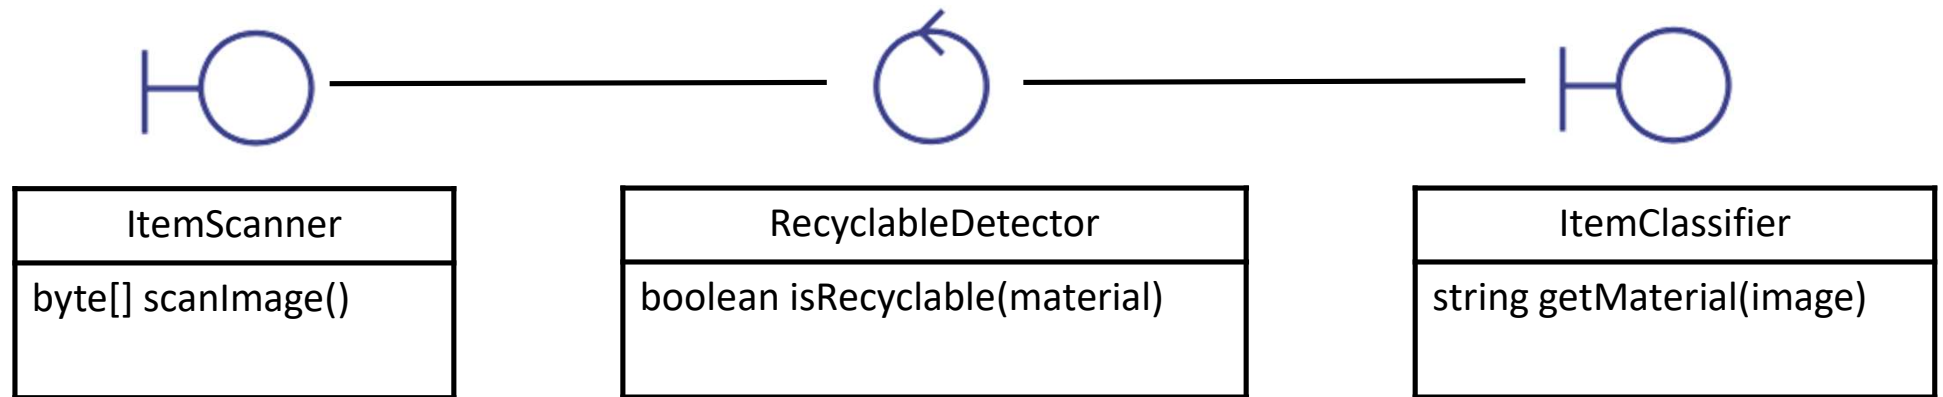 ItemScanner
byte[] scanImage()
RecyclableDetector
boolean isRecyclable(material)
ItemClassifier
string getMaterial(image)